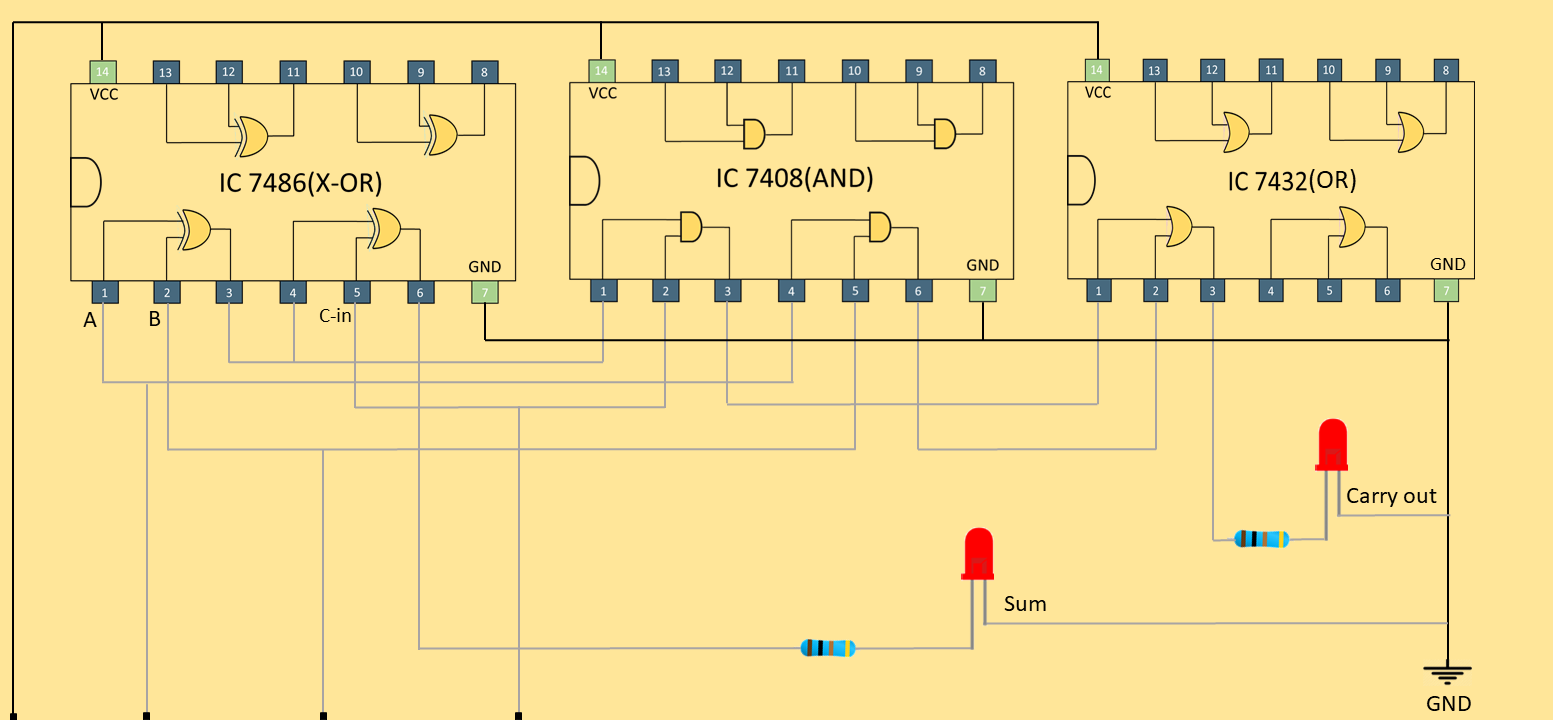 14 13 12 11 10 9 8
VCC
IC 7486(X-OR)
GND
1 2 3 4 5 6 7
A B C-in
14 13 12 11 10 9 8
VCC
IC 7408(AND)
GND
1 2 3 4 5 6 7
14 13 12 11 10 9 8
VCC
IC 7432(OR)
GND
1 2 3 4 5 6 7
Carry out
Sum
GND